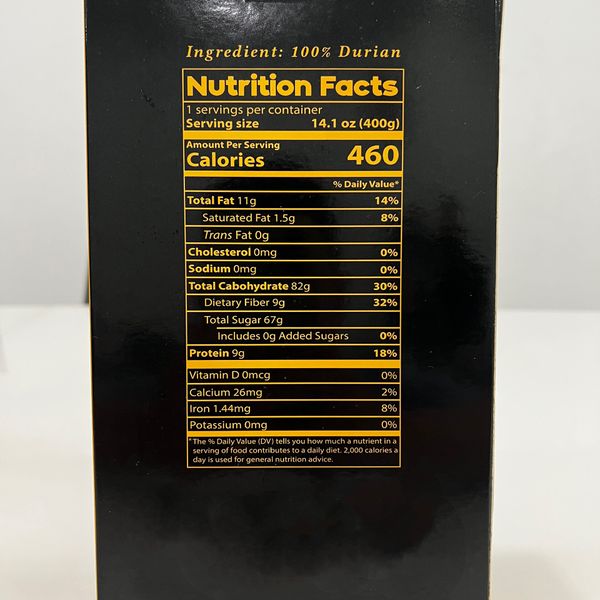 Ingredient: 100% Durian
Nutrition Facts
1 servings per container
Serving size 14.1 oz (400g)
Amount Per Serving
Calories 460
% Daily Value*
Total Fat 11g 14%
Saturated Fat 1.5g 8%
Trans Fat 0g
Cholesterol 0mg 0%
Sodium 0mg 0%
Total Cabohydrate 82g 30%
Dietary Fiber 9g 32%
Total Sugar 67g
Includes 0g Added Sugars 0%
Protein 9g 18%
Vitamin D 0mcg 0%
Calcium 26mg 2%
Iron 1.44mg 8%
Potassium 0mg 0%
*The % Daily Value (DV) tells you how much a nutrient in a
serving of food contributes to a daily diet. 2,000 calories a
day is used for general nutrition advice.